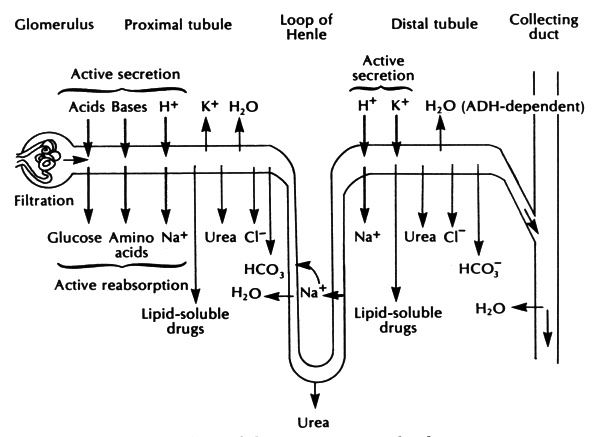 Glomerulus Proximal tubule Loop of Henle Distal tubule Collecting duct
Active secretion
Acids Bases H+ K+ H₂O
Active secretion
H+ K+ H₂O (ADH-dependent)
Filtration
Glucose Amino acids Na+ Urea Cl⁻
HCO₃
Active reabsorption
Lipid-soluble drugs
H₂O Na+
Na+ Urea Cl⁻
HCO₃⁻
Lipid-soluble drugs
H₂O
Urea